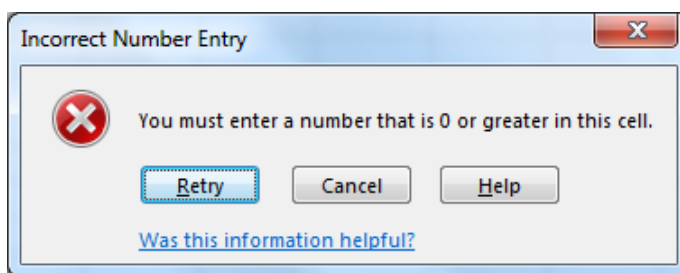 Incorrect Number Entry
You must enter a number that is 0 or greater in this cell.
Retry Cancel Help
Was this information helpful?